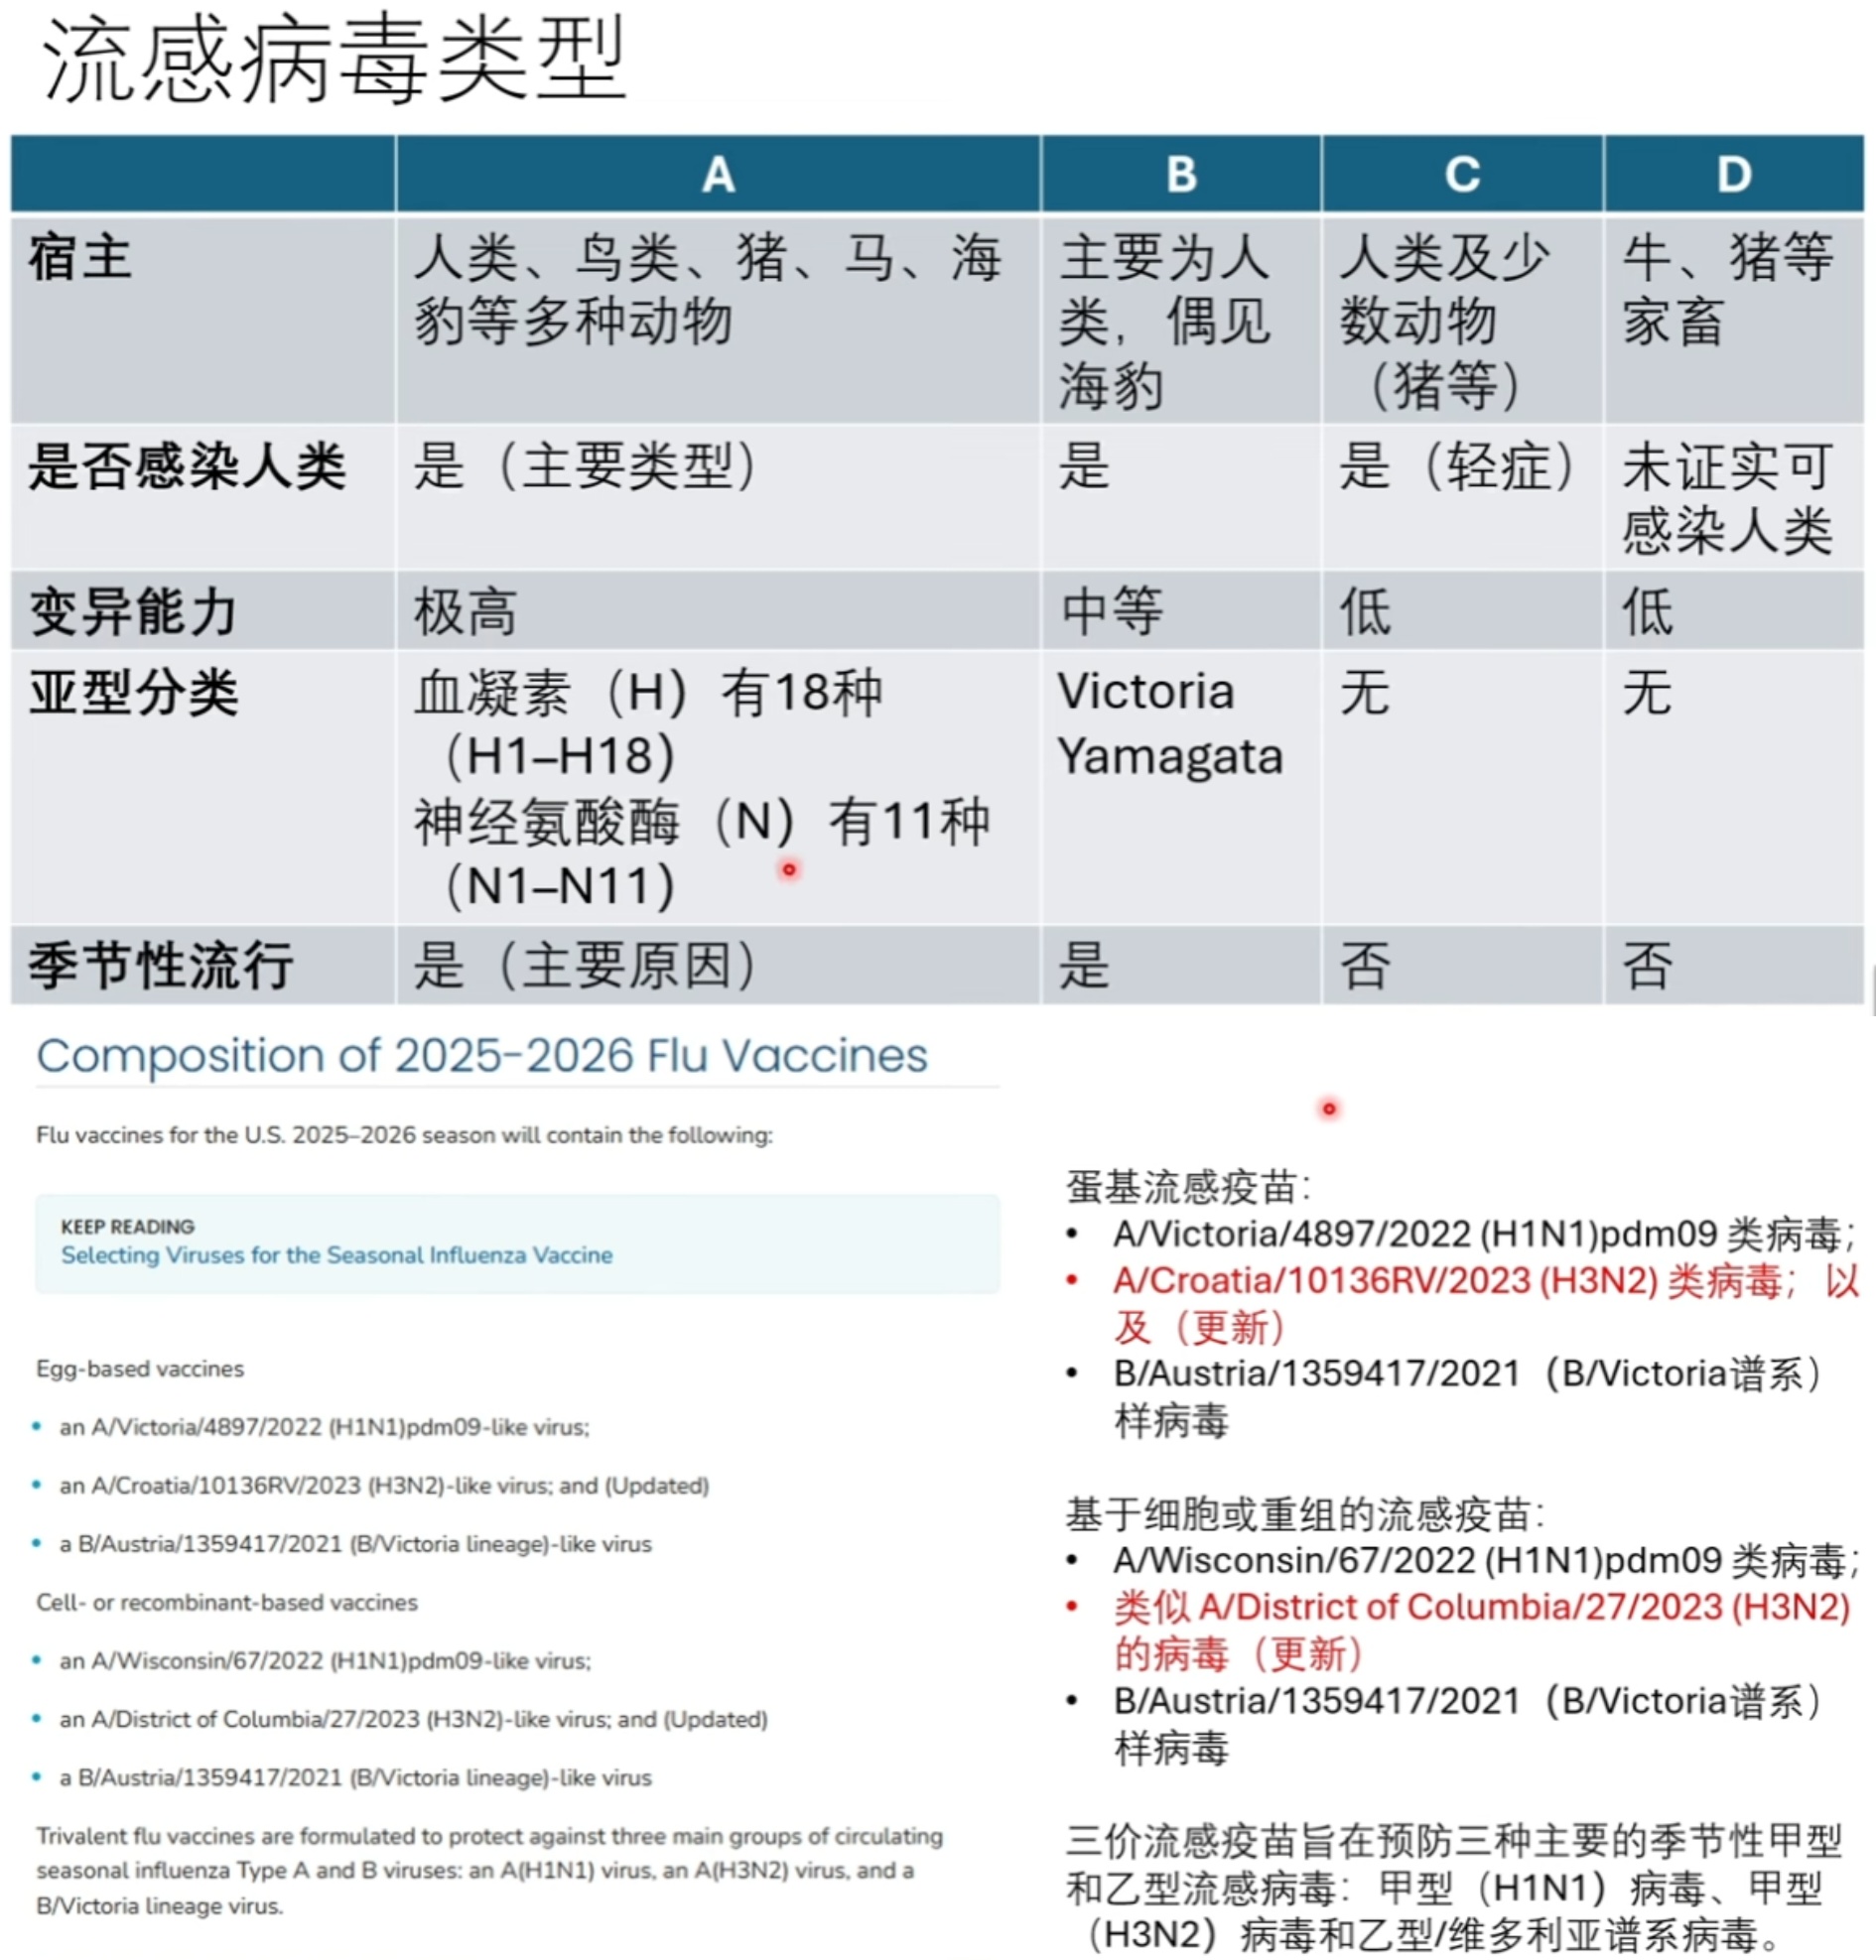 流感病毒类型
A
B
C
D
宿主
人类、鸟类、猪、马、海
豹等多种动物
主要为人
类，偶见
海豹
人类及少
数动物
（猪等）
牛、猪等
家畜
是否感染人类
是（主要类型）
是
是（轻症）
未证实可
感染人类
变异能力
极高
中等
低
低
亚型分类
血凝素（H）有18种
（H1–H18）
神经氨酸酶（N）有11种
（N1–N11）
Victoria
Yamagata
无
无
季节性流行
是（主要原因）
是
否
否
Composition of 2025-2026 Flu Vaccines
Flu vaccines for the U.S. 2025–2026 season will contain the following:
KEEP READING
Selecting Viruses for the Seasonal Influenza Vaccine
Egg-based vaccines
• an A/Victoria/4897/2022 (H1N1)pdm09-like virus;
• an A/Croatia/10136RV/2023 (H3N2)-like virus; and (Updated)
• a B/Austria/1359417/2021 (B/Victoria lineage)-like virus
Cell- or recombinant-based vaccines
• an A/Wisconsin/67/2022 (H1N1)pdm09-like virus;
• an A/District of Columbia/27/2023 (H3N2)-like virus; and (Updated)
• a B/Austria/1359417/2021 (B/Victoria lineage)-like virus
Trivalent flu vaccines are formulated to protect against three main groups of circulating
seasonal influenza Type A and B viruses: an A(H1N1) virus, an A(H3N2) virus, and a
B/Victoria lineage virus.
蛋基流感疫苗：
• A/Victoria/4897/2022 (H1N1)pdm09 类病毒；
• A/Croatia/10136RV/2023 (H3N2) 类病毒；以
及（更新）
• B/Austria/1359417/2021（B/Victoria谱系）
样病毒
基于细胞或重组的流感疫苗：
• A/Wisconsin/67/2022 (H1N1)pdm09 类病毒；
• 类似 A/District of Columbia/27/2023 (H3N2)
的病毒（更新）
• B/Austria/1359417/2021（B/Victoria谱系）
样病毒
三价流感疫苗旨在预防三种主要的季节性甲型
和乙型流感病毒：甲型（H1N1）病毒、甲型
（H3N2）病毒和乙型/维多利亚谱系病毒。